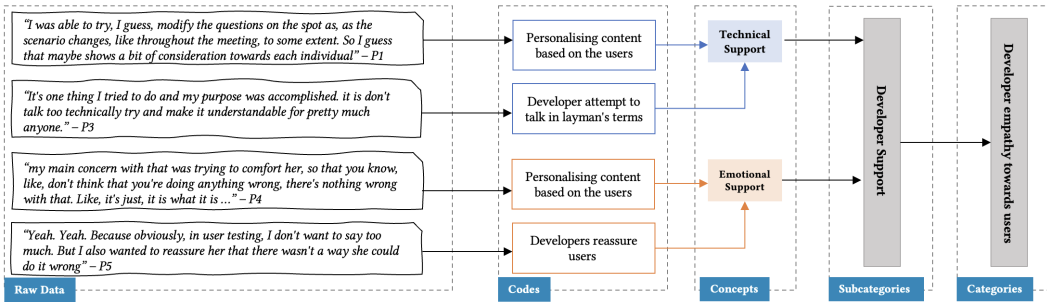 “I was able to try, I guess, modify the questions on the spot as, as the
scenario changes, like throughout the meeting, to some extent. So I guess
that maybe shows a bit of consideration towards each individual” – P1
“It's one thing I tried to do and my purpose was accomplished. it is don't
talk too technically try and make it understandable for pretty much
anyone.” – P3
“my main concern with that was trying to comfort her, so that you know,
like, don't think that you're doing anything wrong, there's nothing wrong
with that. Like, it's just, it is what it is …” – P4
“Yeah. Yeah. Because obviously, in user testing, I don't want to say too
much. But I also wanted to reassure her that there wasn't a way she could
do it wrong” – P5
Raw Data
Personalising content
based on the users
Developer attempt to
talk in layman's terms
Personalising content
based on the users
Developers reassure
users
Codes
Technical
Support
Emotional
Support
Concepts
Developer Support
Subcategories
Developer empathy towards users
Categories